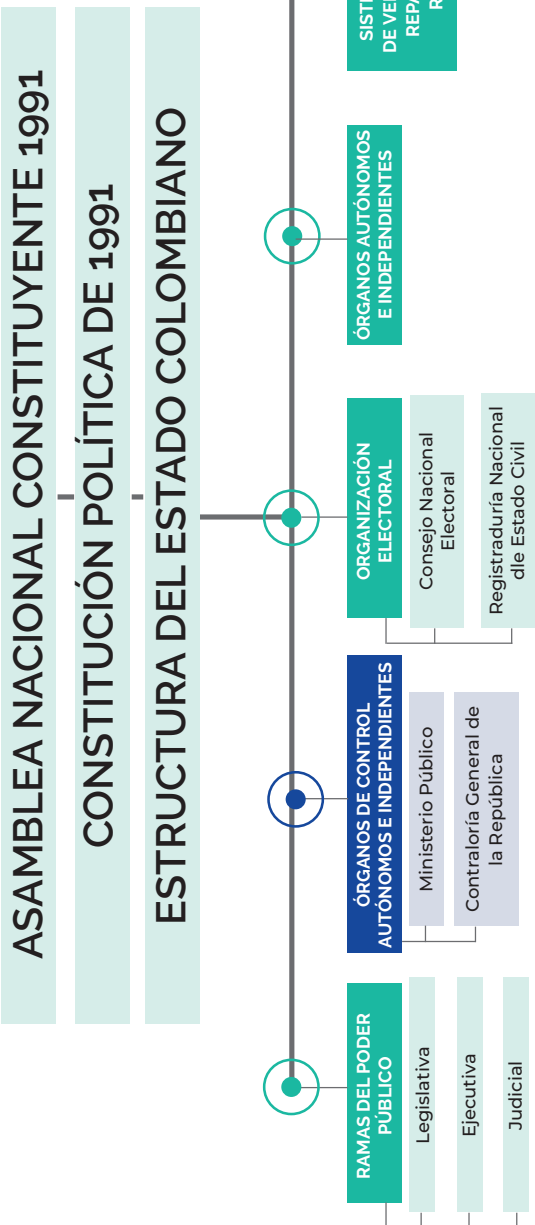 ASAMBLEA NACIONAL CONSTITUYENTE 1991
CONSTITUCIÓN POLÍTICA DE 1991
ESTRUCTURA DEL ESTADO COLOMBIANO
RAMAS DEL PODER
PÚBLICO
Legislativa
Ejecutiva
Judicial
ÓRGANOS DE CONTROL
AUTÓNOMOS E INDEPENDIENTES
Ministerio Público
Contraloría General de
la República
ORGANIZACIÓN
ELECTORAL
Consejo Nacional
Electoral
Registraduría Nacional
dle Estado Civil
ÓRGANOS AUTÓNOMOS
E INDEPENDIENTES
DE